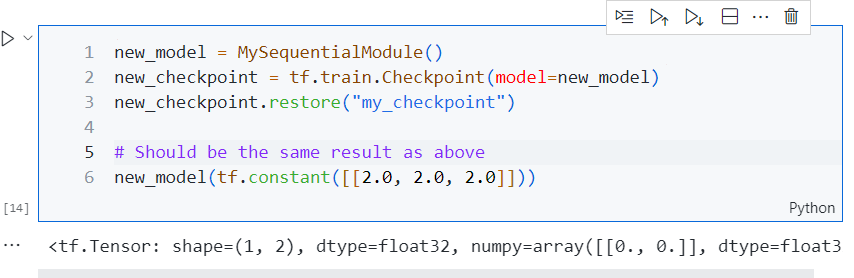 1 new_model = MySequentialModule()
2 new_checkpoint = tf.train.Checkpoint(model=new_model)
3 new_checkpoint.restore("my_checkpoint")
4
5 # Should be the same result as above
6 new_model(tf.constant([[2.0, 2.0, 2.0]]))
[14] Python
<tf.Tensor: shape=(1, 2), dtype=float32, numpy=array([[0., 0.]], dtype=float3